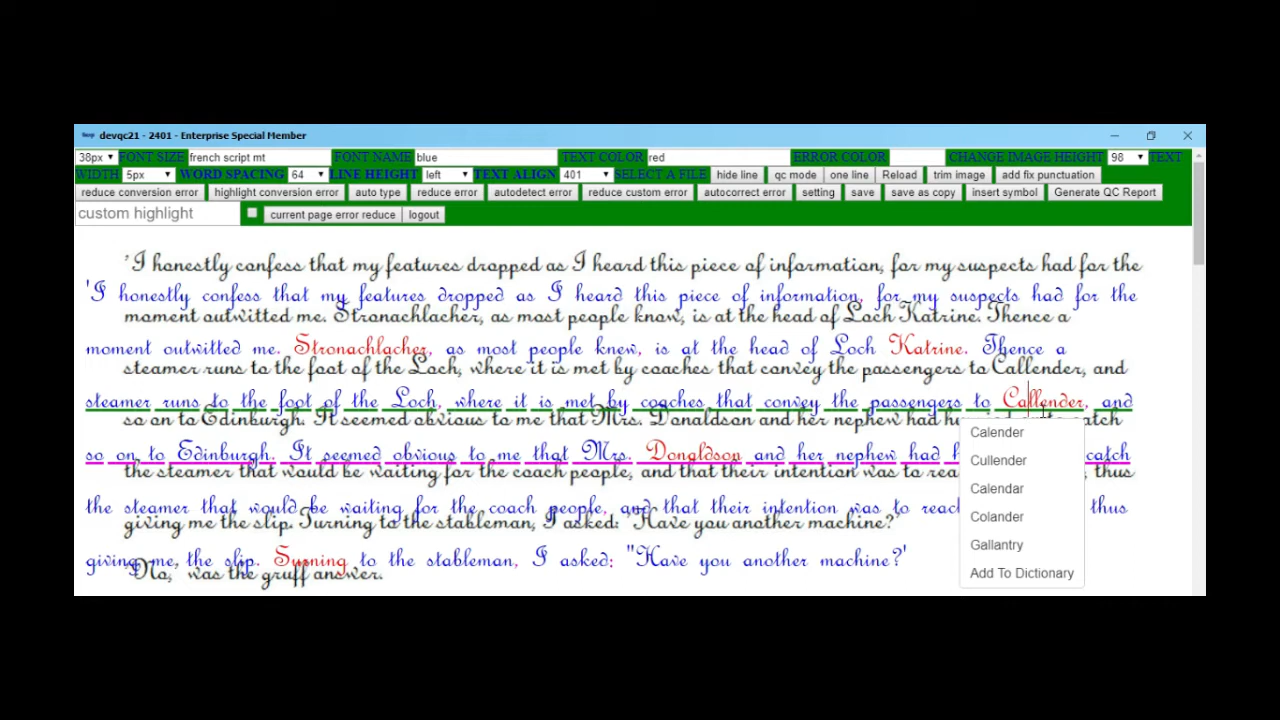 devqc21 - 2401 - Enterprise Special Member
38px FONT SIZE french script mt FONT NAME blue TEXT COLOR red ERROR COLOR CHANGE IMAGE HEIGHT 98 TEXT
WIDTH 5px WORD SPACING 64 LINE HEIGHT left TEXT ALIGN 401 SELECT A FILE hide line qc mode one line Reload trim image add fix punctuation
reduce conversion error highlight conversion error auto type reduce error autodetect error reduce custom error autocorrect error setting save save as copy insert symbol Generate QC Report
custom highlight current page error reduce logout
'I honestly confess that my features dropped as I heard this piece of information, for my suspects had for the
'I honestly confess that my features dropped as I heard this piece of information, for my suspects had for the
moment outwitted me. Stronachlacher, as most people know, is at the head of Loch Katrine. Thence a
moment outwitted me. Stronachlacher, as most people knew, is at the head of Loch Katrine. Thence a
steamer runs to the foot of the Loch, where it is met by coaches that convey the passengers to Callender, and
steamer runs to the foot of the Loch, where it is met by coaches that convey the passengers to Callender, and
so on to Edinburgh. It seemed obvious to me that Mrs. Donaldson and her nephew had
so on to Edinburgh. It seemed obvious to me that Mrs. Dongldson and her nephew had catch
Calender
the steamer that would be waiting for the coach people, and that their intention was to thus
Cullender
Calendar
the steamer that would be waiting for the coach people, and that their intention was to thus
Colander
giving me the slip. Turning to the stableman, I asked: 'Have you another machine?'
Gallantry
giving me, the slip. Surning to the stableman, I asked: "Have you another machine?'
Add To Dictionary
'No,' was the gruff answer.